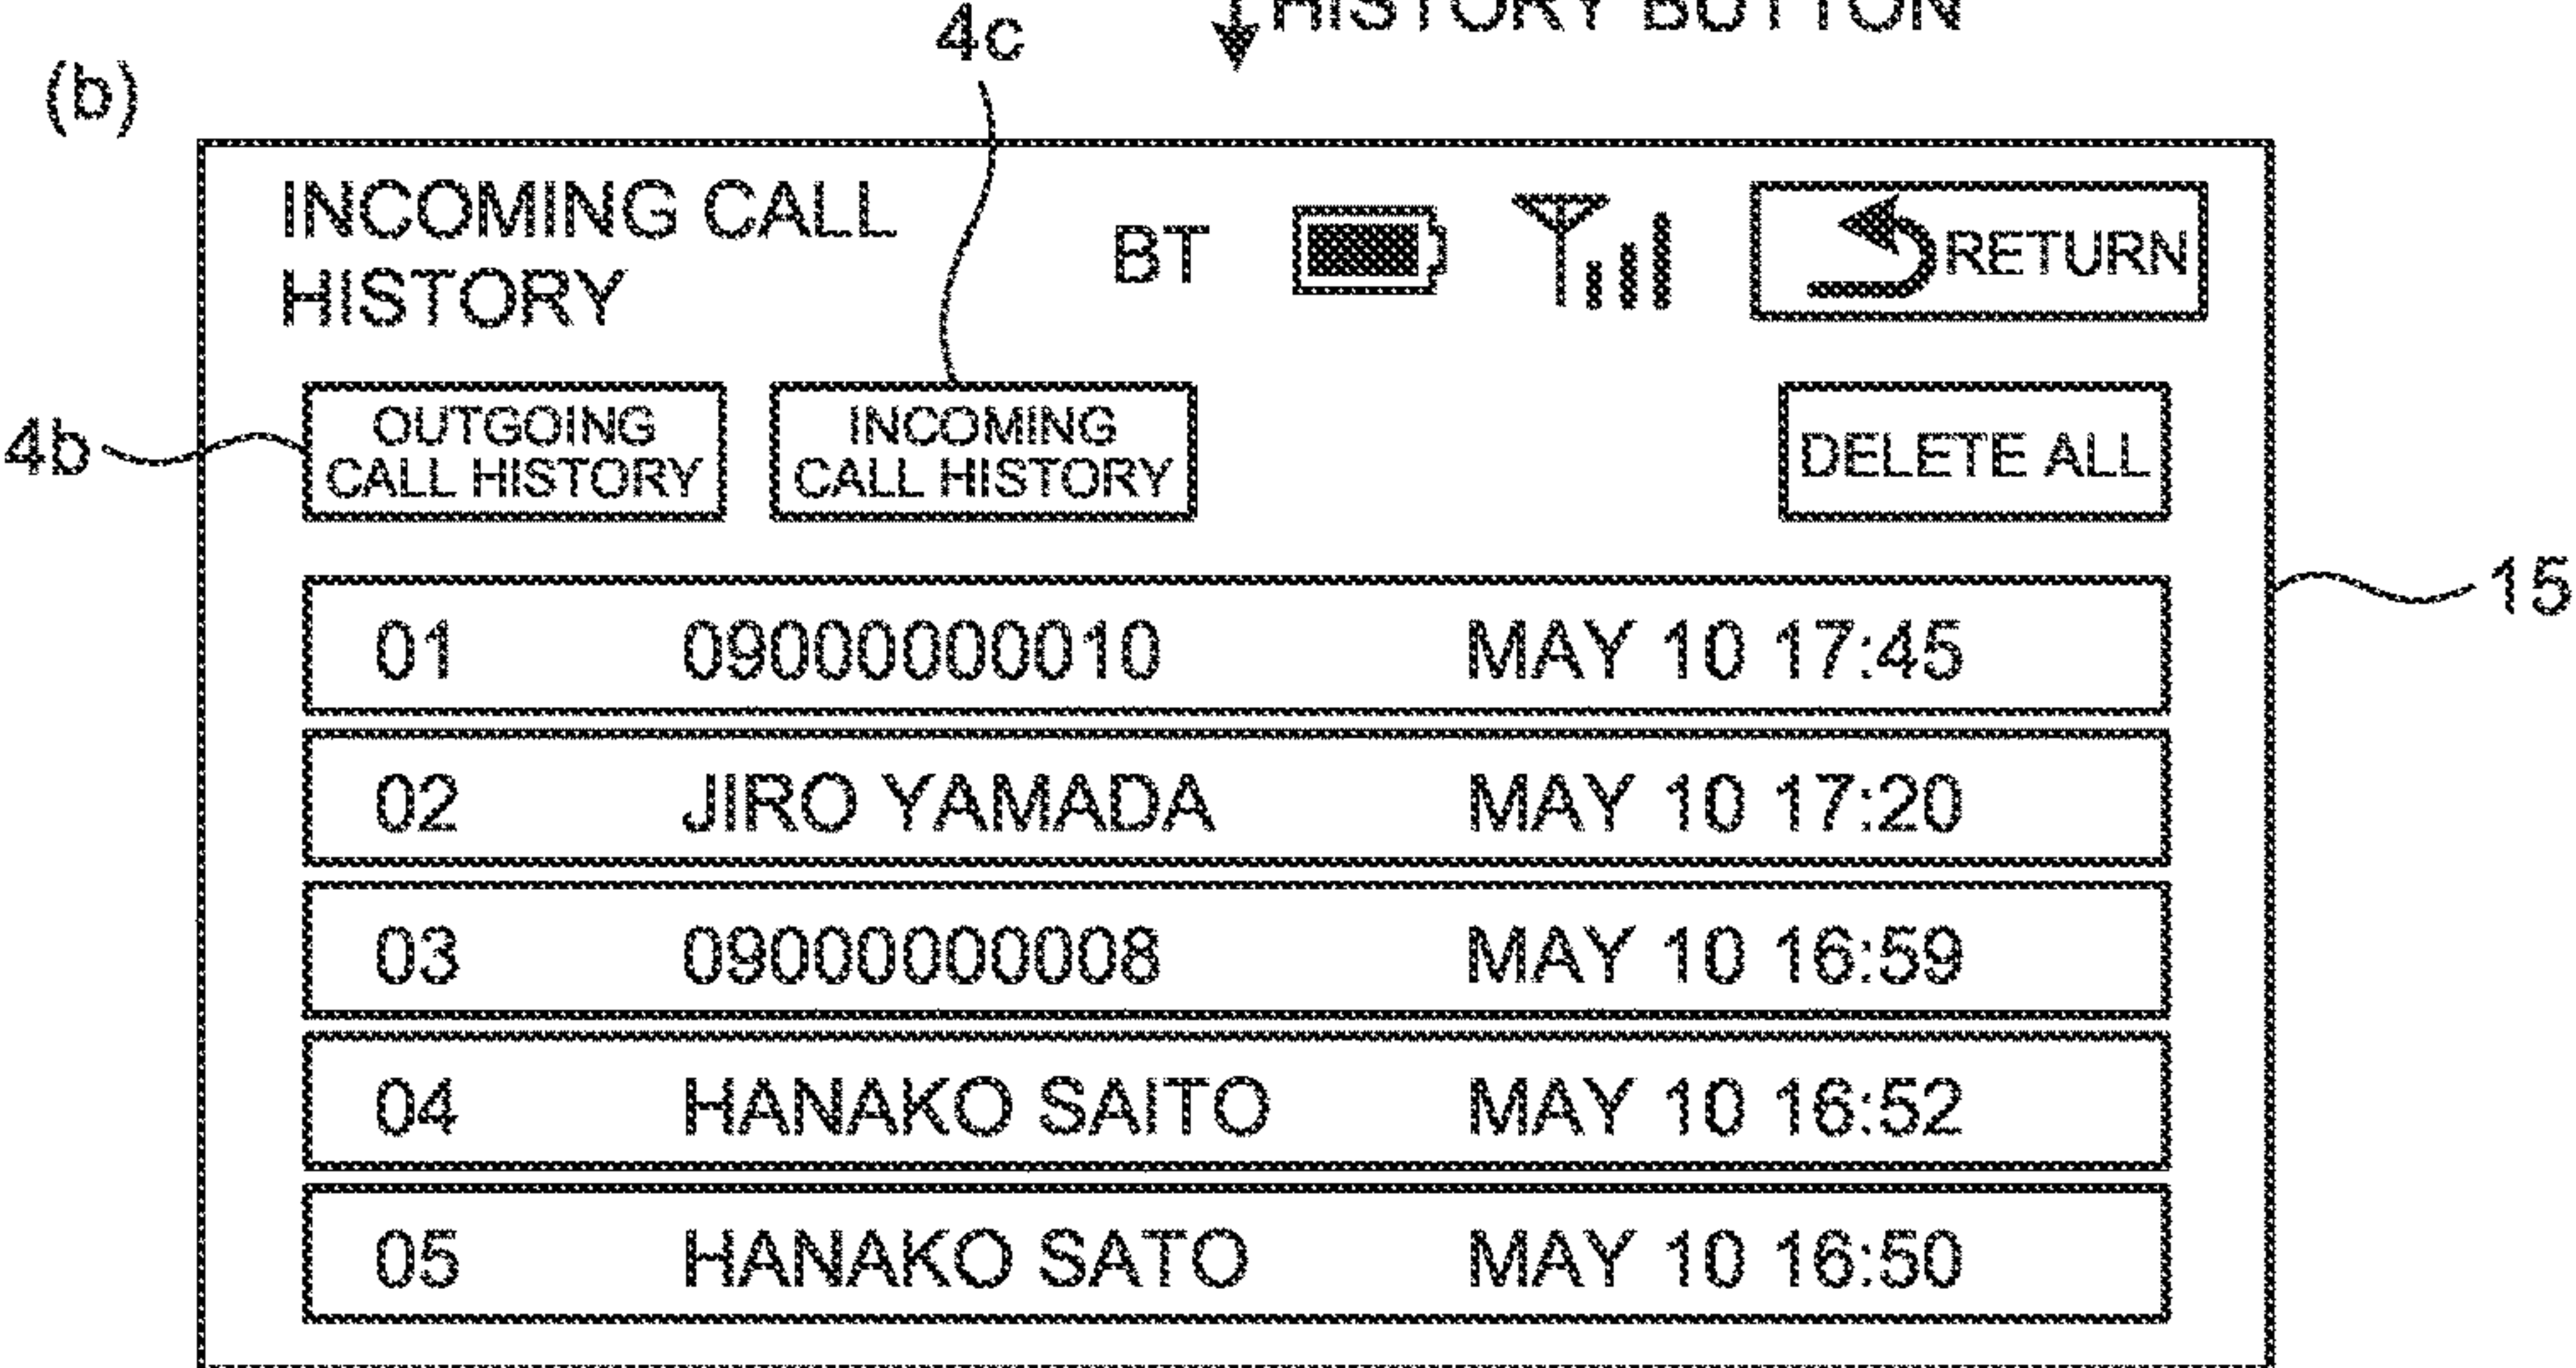 HISTORY BUTTON
(b)
4c
INCOMING CALL
HISTORY
BT
RETURN
4b
OUTGOING
CALL HISTORY
INCOMING
CALL HISTORY
DELETE ALL
15
01 09000000010 MAY 10 17:45
02 JIRO YAMADA MAY 10 17:20
03 09000000008 MAY 10 16:59
04 HANAKO SAITO MAY 10 16:52
05 HANAKO SATO MAY 10 16:50